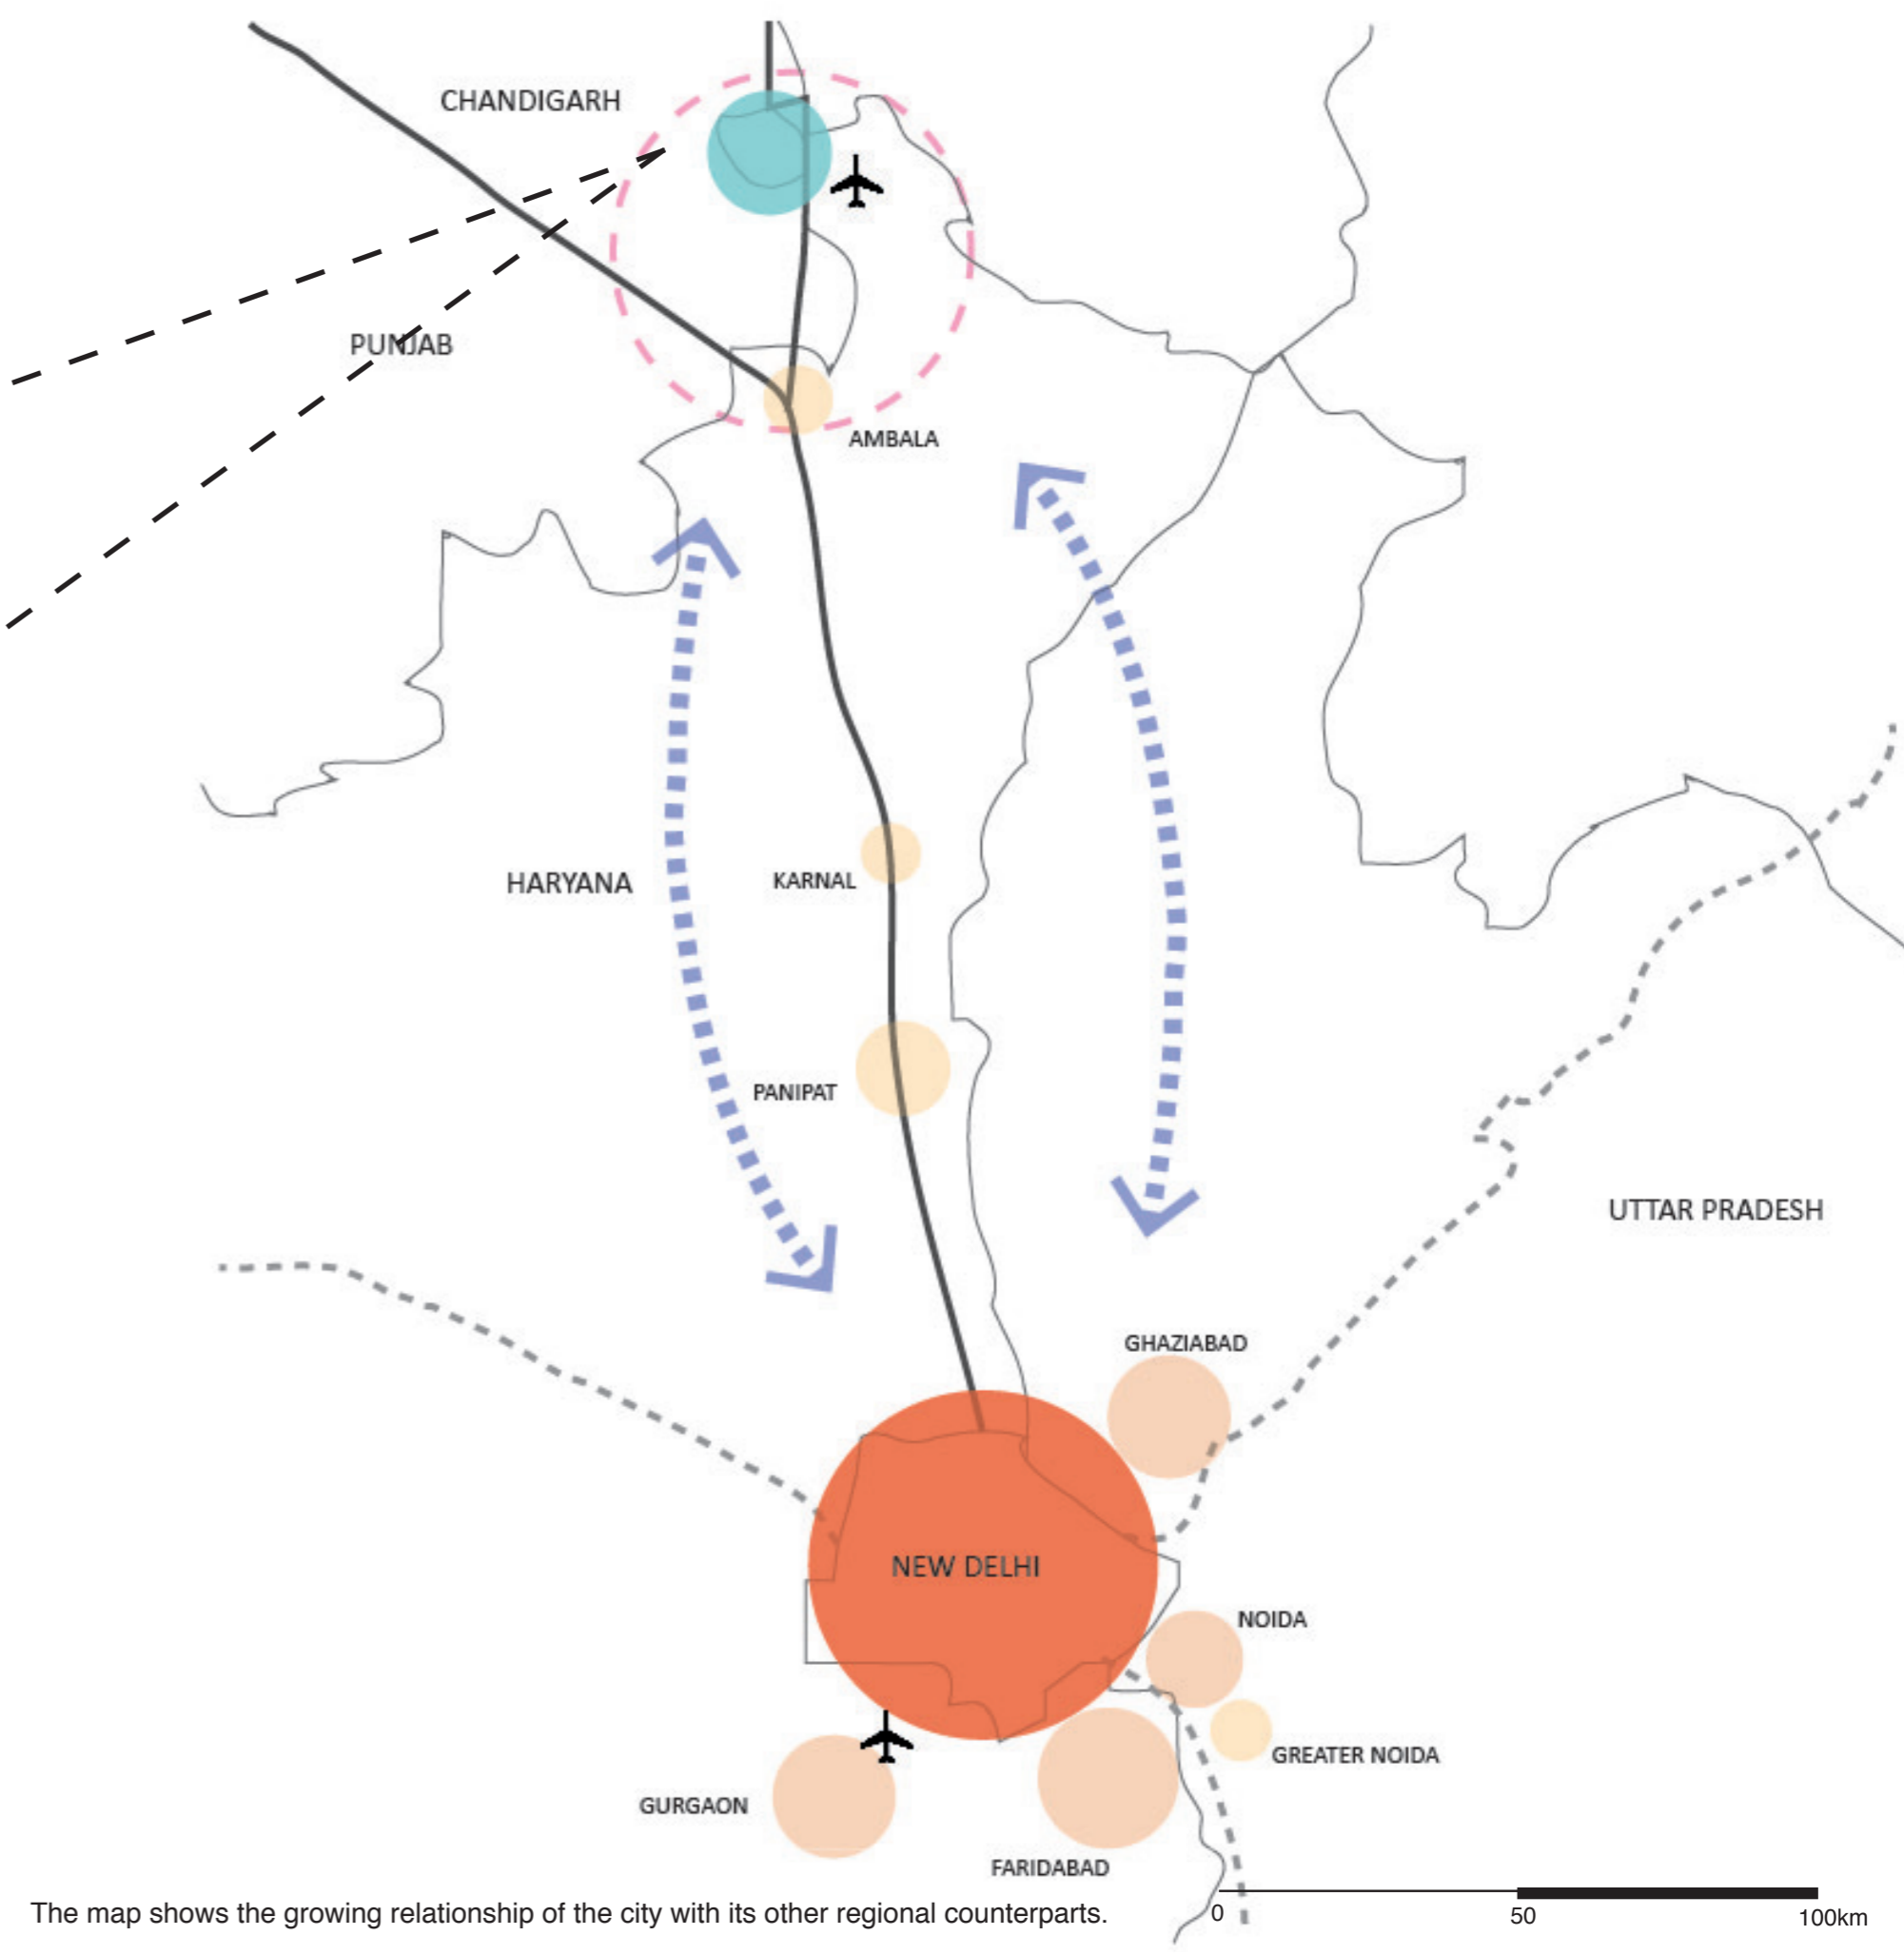 CHANDIGARH
PUNJAB
AMBALA
HARYANA
KARNAL
PANIPAT
UTTAR PRADESH
GHAZIABAD
NEW DELHI
NOIDA
GREATER NOIDA
GURGAON
FARIDABAD
The map shows the growing relationship of the city with its other regional counterparts.
0 50 100km